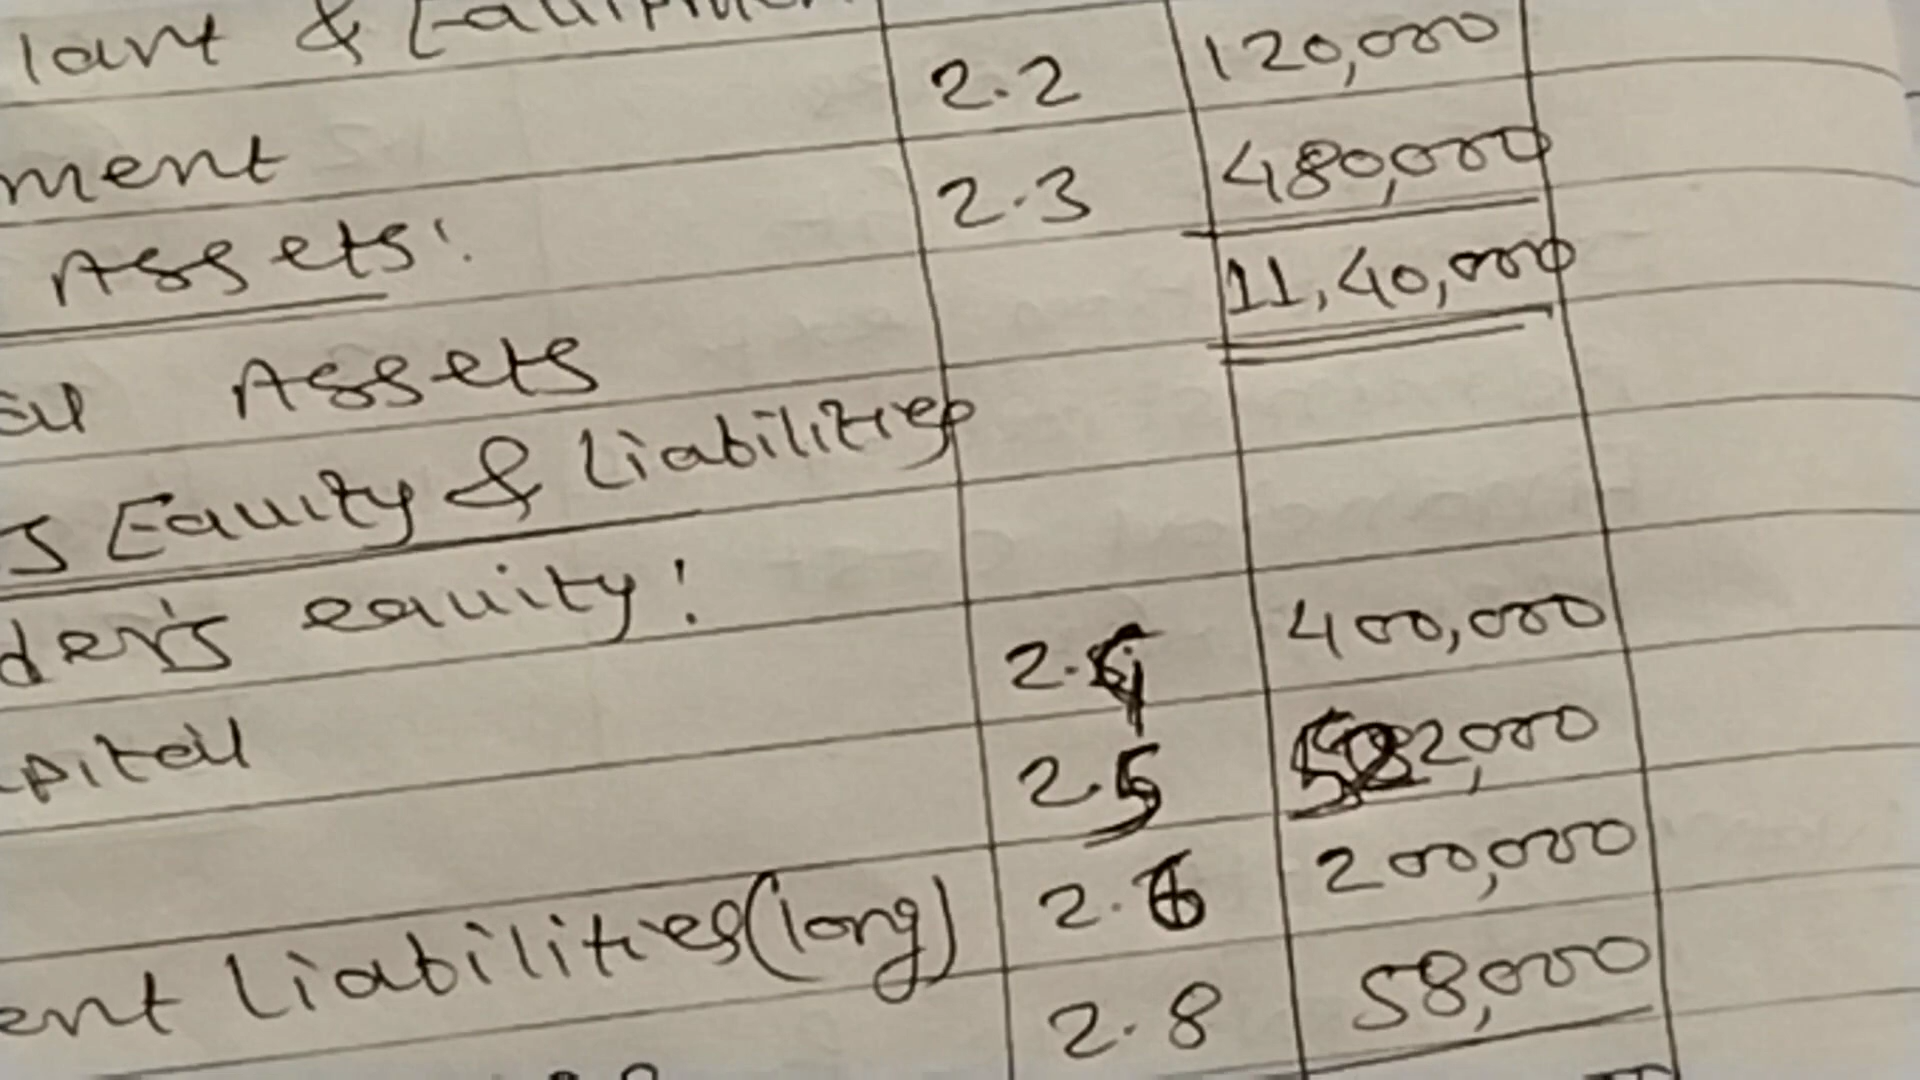 lant & Equipmen
2.2 120,000
ment 2.3 480,000
Assets: 11,40,000
Assets
s Equity & Liabilities
der's equity:
pital 2.4 400,000
2.5 2,000
2.6 200,000
ent Liabilities (long) 2.8 58,000